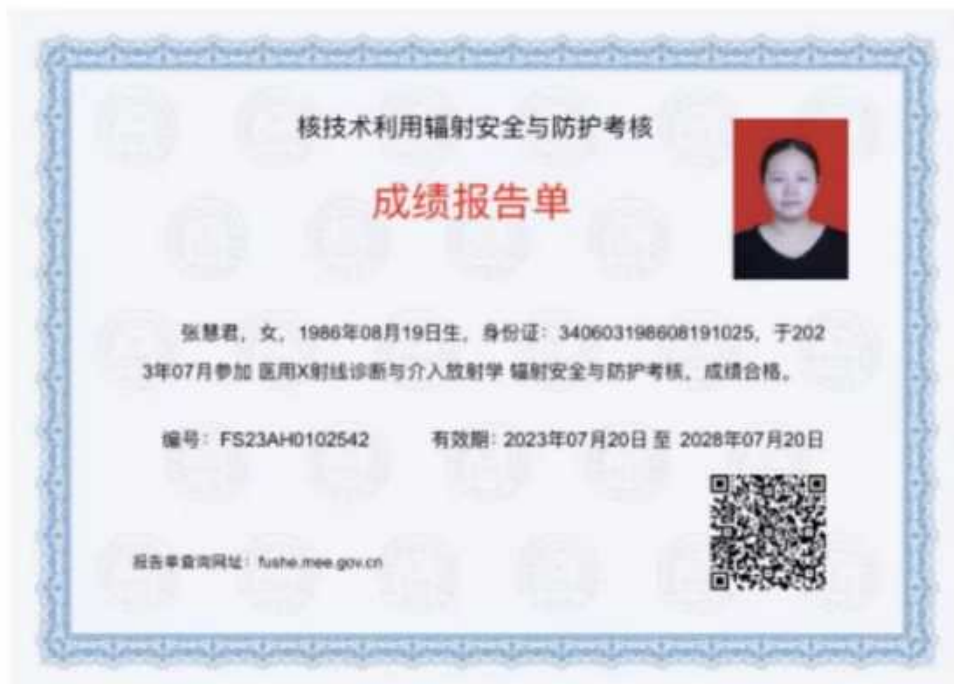 核技术利用辐射安全与防护考核
成绩报告单
张慧君，女，1986年08月19日生，身份证：340603198608191025，于202
3年07月参加 医用X射线诊断与介入放射学 辐射安全与防护考核，成绩合格。
编号：FS23AH0102542 有效期：2023年07月20日 至 2028年07月20日
报告单查询网址：fushe.mee.gov.cn